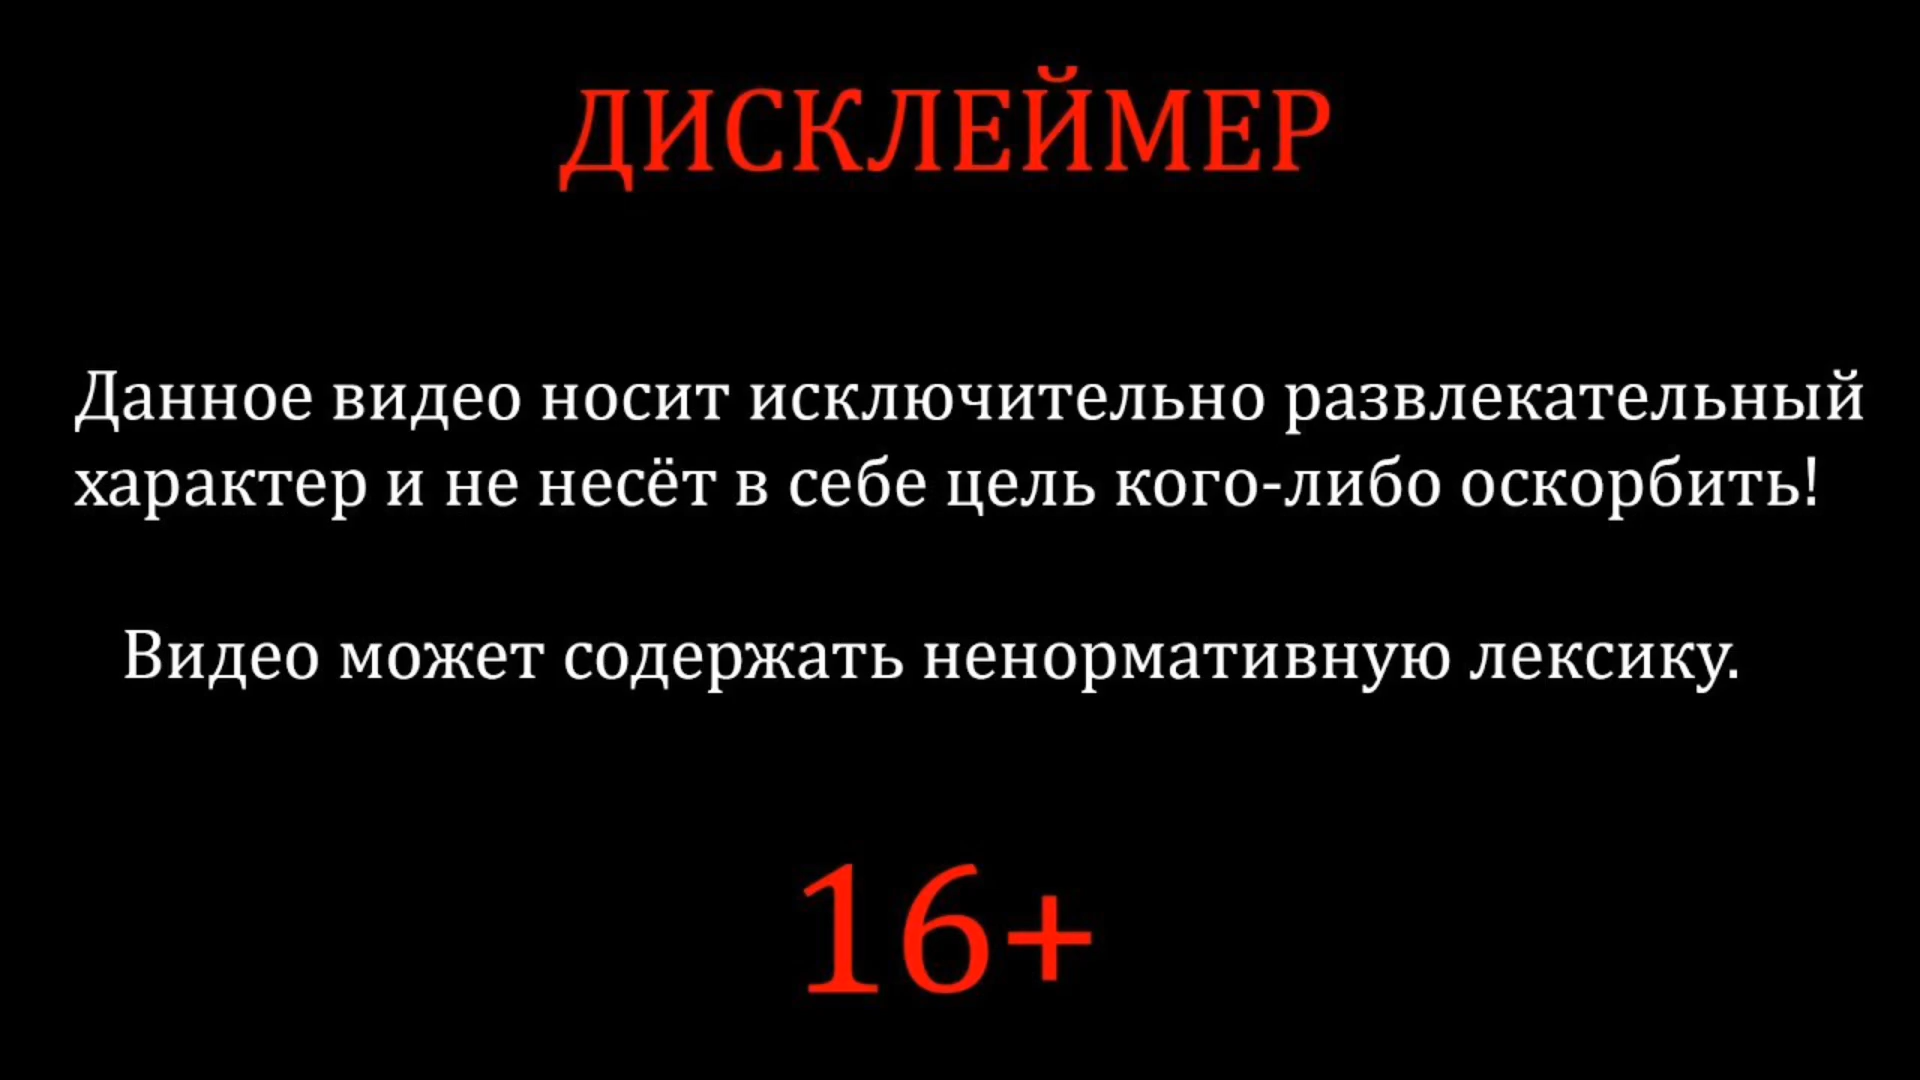 ДИСКЛЕЙМЕР
Данное видео носит исключительно развлекательный
характер и не несёт в себе цель кого-либо оскорбить!
Видео может содержать ненормативную лексику.
16+